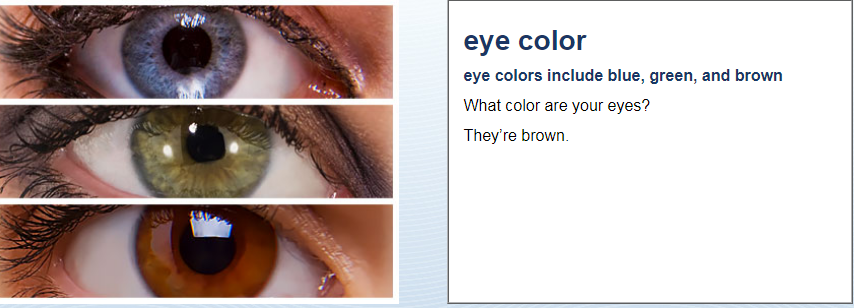 eye color
eye colors include blue, green, and brown
What color are your eyes?
They’re brown.